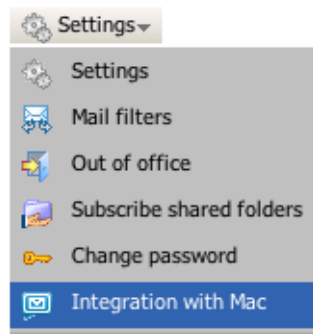 Settings
Settings
Mail filters
Out of office
Subscribe shared folders
Change password
Integration with Mac